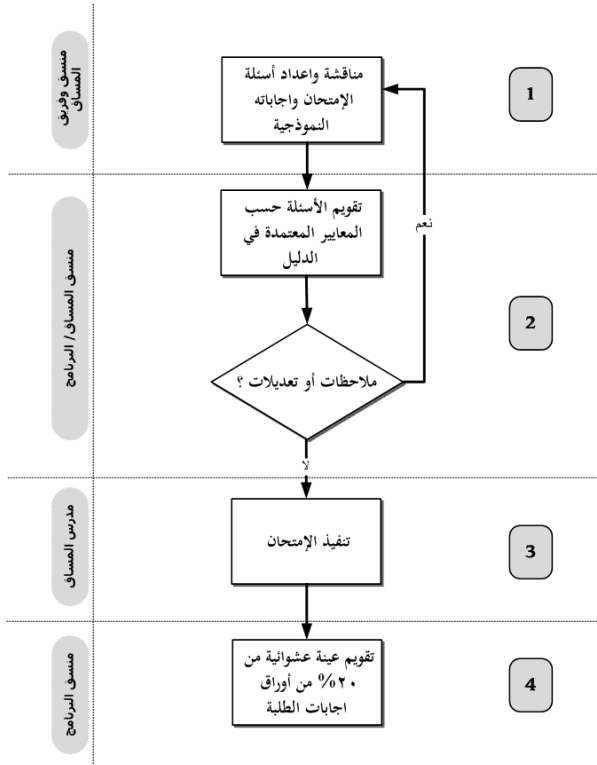 منسق وفريق
المساق
مناقشة واعداد أسئلة
الإمتحان واجاباته
النموذجية
1
منسق المساق/ البرنامج
تقويم الأسئلة حسب
المعايير المعتمدة في
الدليل
نعم
2
ملاحظات أو تعديلات ؟
لا
مدرس المساق
تنفيذ الإمتحان
3
منسق البرنامج
تقويم عينة عشوائية من
٢٠% من أوراق
اجابات الطلبة
4